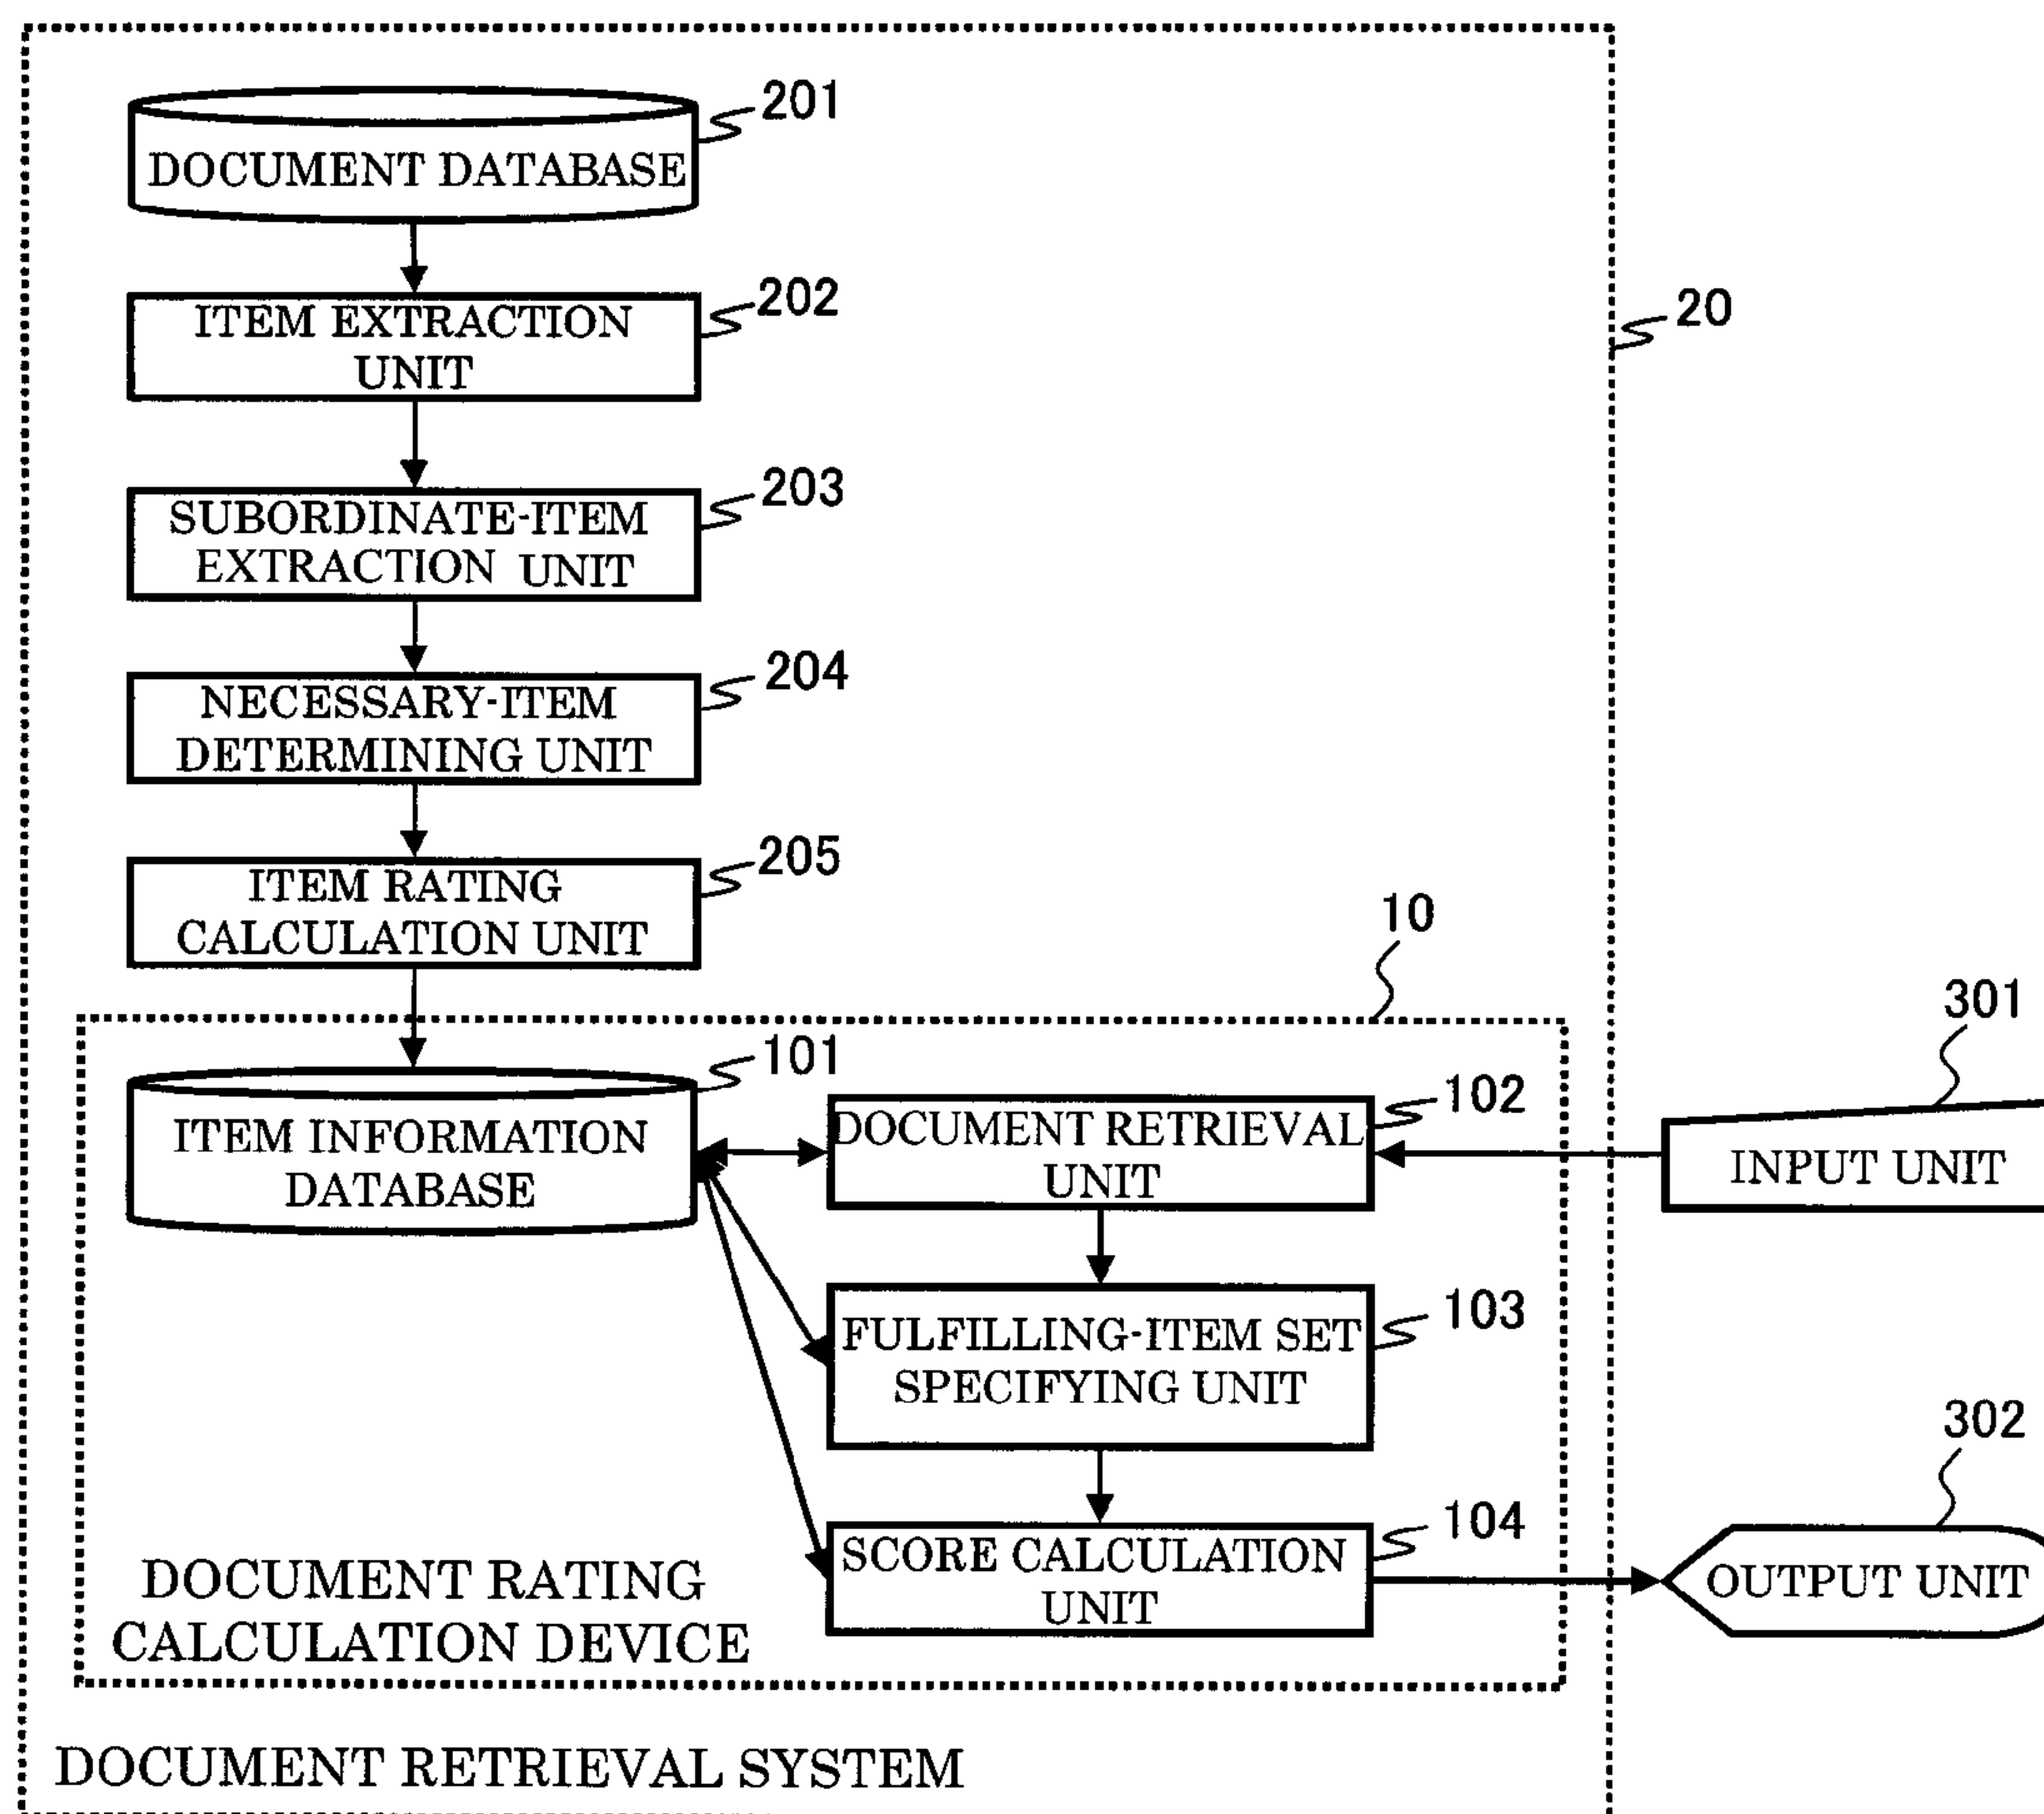 201
DOCUMENT DATABASE
202
ITEM EXTRACTION
UNIT
20
203
SUBORDINATE-ITEM
EXTRACTION UNIT
204
NECESSARY-ITEM
DETERMINING UNIT
205
ITEM RATING
CALCULATION UNIT
10
301
101
ITEM INFORMATION
DATABASE
102
DOCUMENT RETRIEVAL
UNIT
INPUT UNIT
103
FULFILLING-ITEM SET
SPECIFYING UNIT
302
104
SCORE CALCULATION
UNIT
OUTPUT UNIT
DOCUMENT RATING
CALCULATION DEVICE
DOCUMENT RETRIEVAL SYSTEM